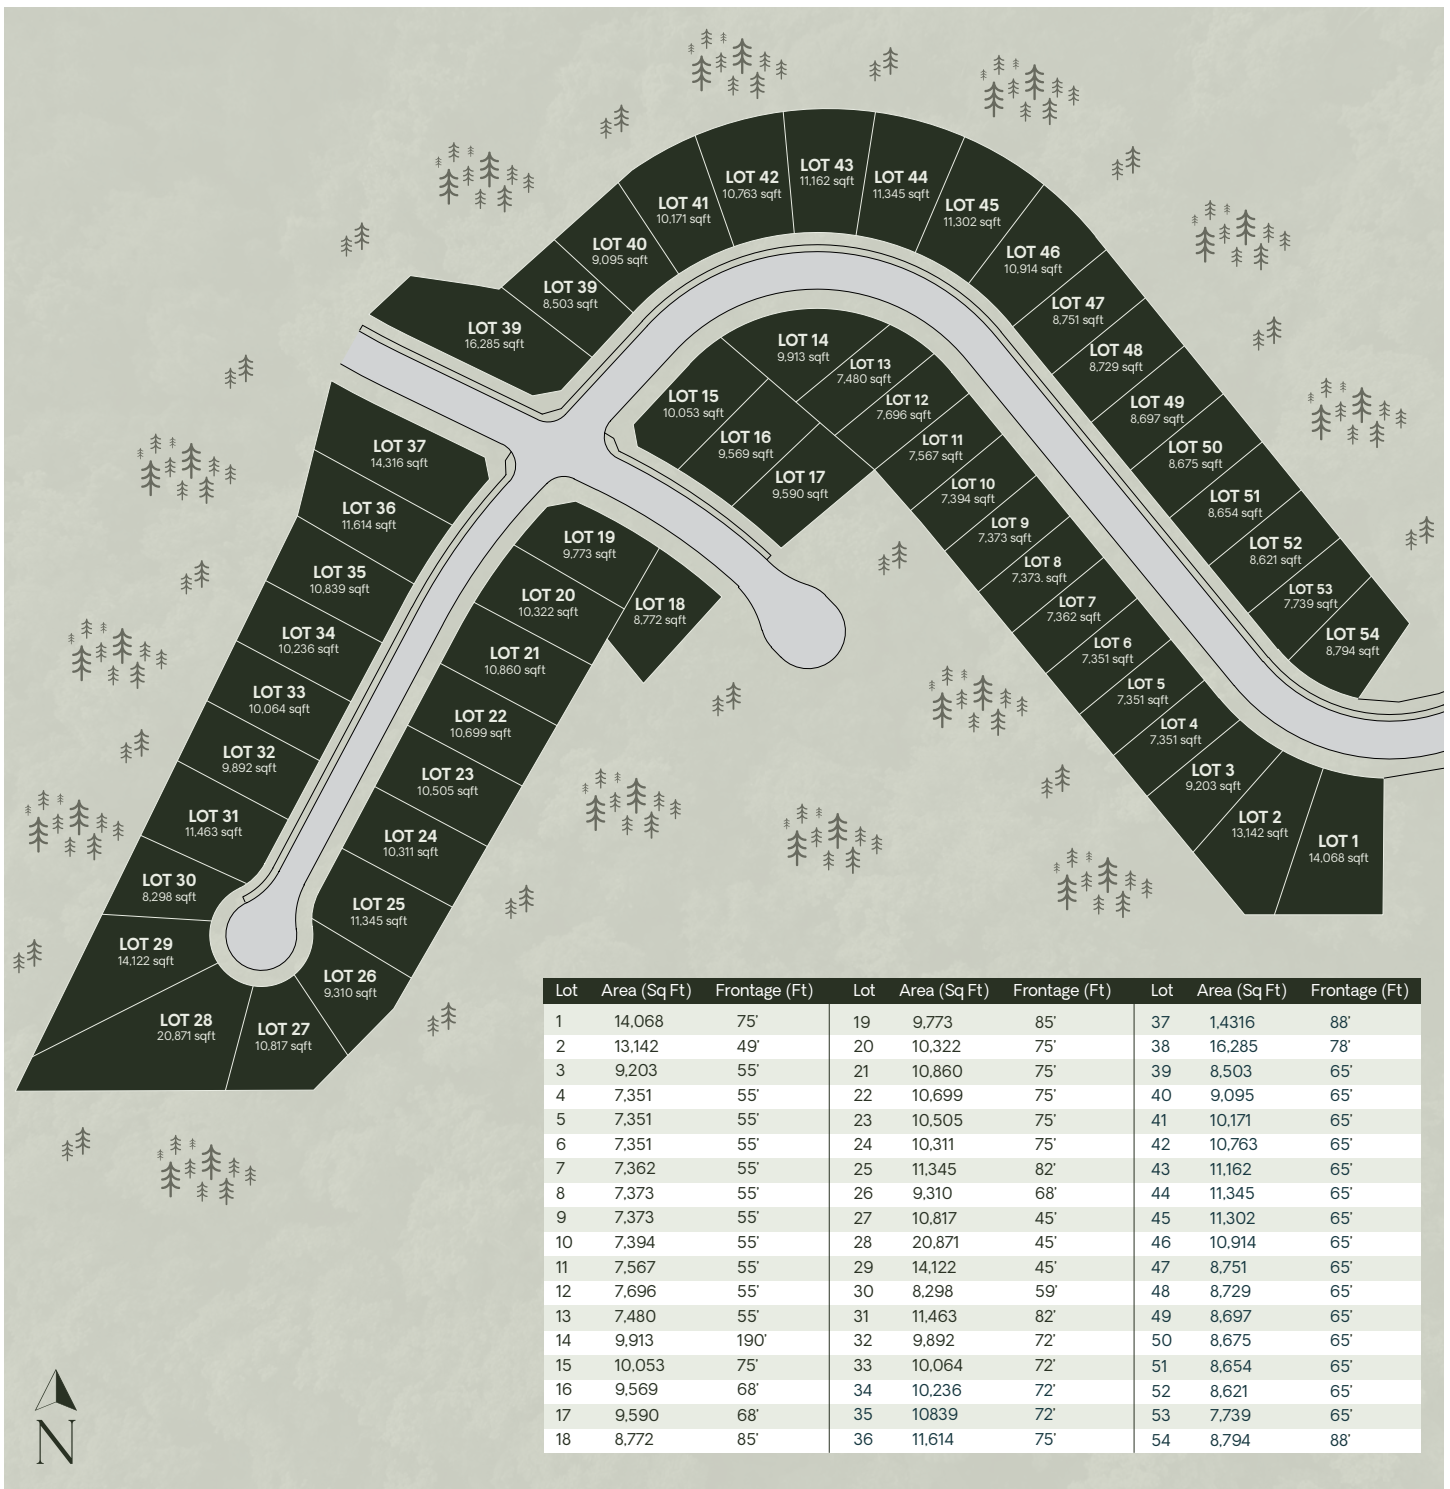 LOT 43
11,162 sqft
LOT 42
10,763 sqft
LOT 44
11,345 sqft
LOT 41
10,171 sqft
LOT 45
11,302 sqft
LOT 40
9,095 sqft
LOT 46
10,914 sqft
LOT 39
8,503 sqft
LOT 47
8,751 sqft
LOT 39
16,285 sqft
LOT 14
9,913 sqft
LOT 48
8,729 sqft
LOT 13
7,480 sqft
LOT 15
10,053 sqft
LOT 12
7,696 sqft
LOT 49
8,697 sqft
LOT 16
9,569 sqft
LOT 11
7,567 sqft
LOT 37
14,316 sqft
LOT 50
8,675 sqft
LOT 17
9,590 sqft
LOT 10
7,394 sqft
LOT 51
8,654 sqft
LOT 36
11,614 sqft
LOT 9
7,373 sqft
LOT 19
9,773 sqft
LOT 52
8,621 sqft
LOT 8
7,373. sqft
LOT 35
10,839 sqft
LOT 53
7,739 sqft
LOT 20
10,322 sqft
LOT 18
8,772 sqft
LOT 7
7,362 sqft
LOT 34
10,236 sqft
LOT 54
8,794 sqft
LOT 6
7,351 sqft
LOT 21
10,860 sqft
LOT 5
7,351 sqft
LOT 33
10,064 sqft
LOT 22
10,699 sqft
LOT 4
7,351 sqft
LOT 32
9,892 sqft
LOT 3
9,203 sqft
LOT 23
10,505 sqft
LOT 31
11,463 sqft
LOT 2
13,142 sqft
LOT 24
10,311 sqft
LOT 1
14,068 sqft
LOT 30
8,298 sqft
LOT 25
11,345 sqft
LOT 29
14,122 sqft
LOT 26
9,310 sqft
LOT 28
20,871 sqft
LOT 27
10,817 sqft
Lot Area (Sq Ft) Frontage (Ft) Lot Area (Sq Ft) Frontage (Ft) Lot Area (Sq Ft) Frontage (Ft)
1 14,068 75' 19 9,773 85' 37 1,4316 88'
2 13,142 49' 20 10,322 75' 38 16,285 78'
3 9,203 55' 21 10,860 75' 39 8,503 65'
4 7,351 55' 22 10,699 75' 40 9,095 65'
5 7,351 55' 23 10,505 75' 41 10,171 65'
6 7,351 55' 24 10,311 75' 42 10,763 65'
7 7,362 55' 25 11,345 82' 43 11,162 65'
8 7,373 55' 26 9,310 68' 44 11,345 65'
9 7,373 55' 27 10,817 45' 45 11,302 65'
10 7,394 55' 28 20,871 45' 46 10,914 65'
11 7,567 55' 29 14,122 45' 47 8,751 65'
12 7,696 55' 30 8,298 59' 48 8,729 65'
13 7,480 55' 31 11,463 82' 49 8,697 65'
14 9,913 190' 32 9,892 72' 50 8,675 65'
15 10,053 75' 33 10,064 72' 51 8,654 65'
16 9,569 68' 34 10,236 72' 52 8,621 65'
17 9,590 68' 35 10839 72' 53 7,739 65'
18 8,772 85' 36 11,614 75' 54 8,794 88'
N